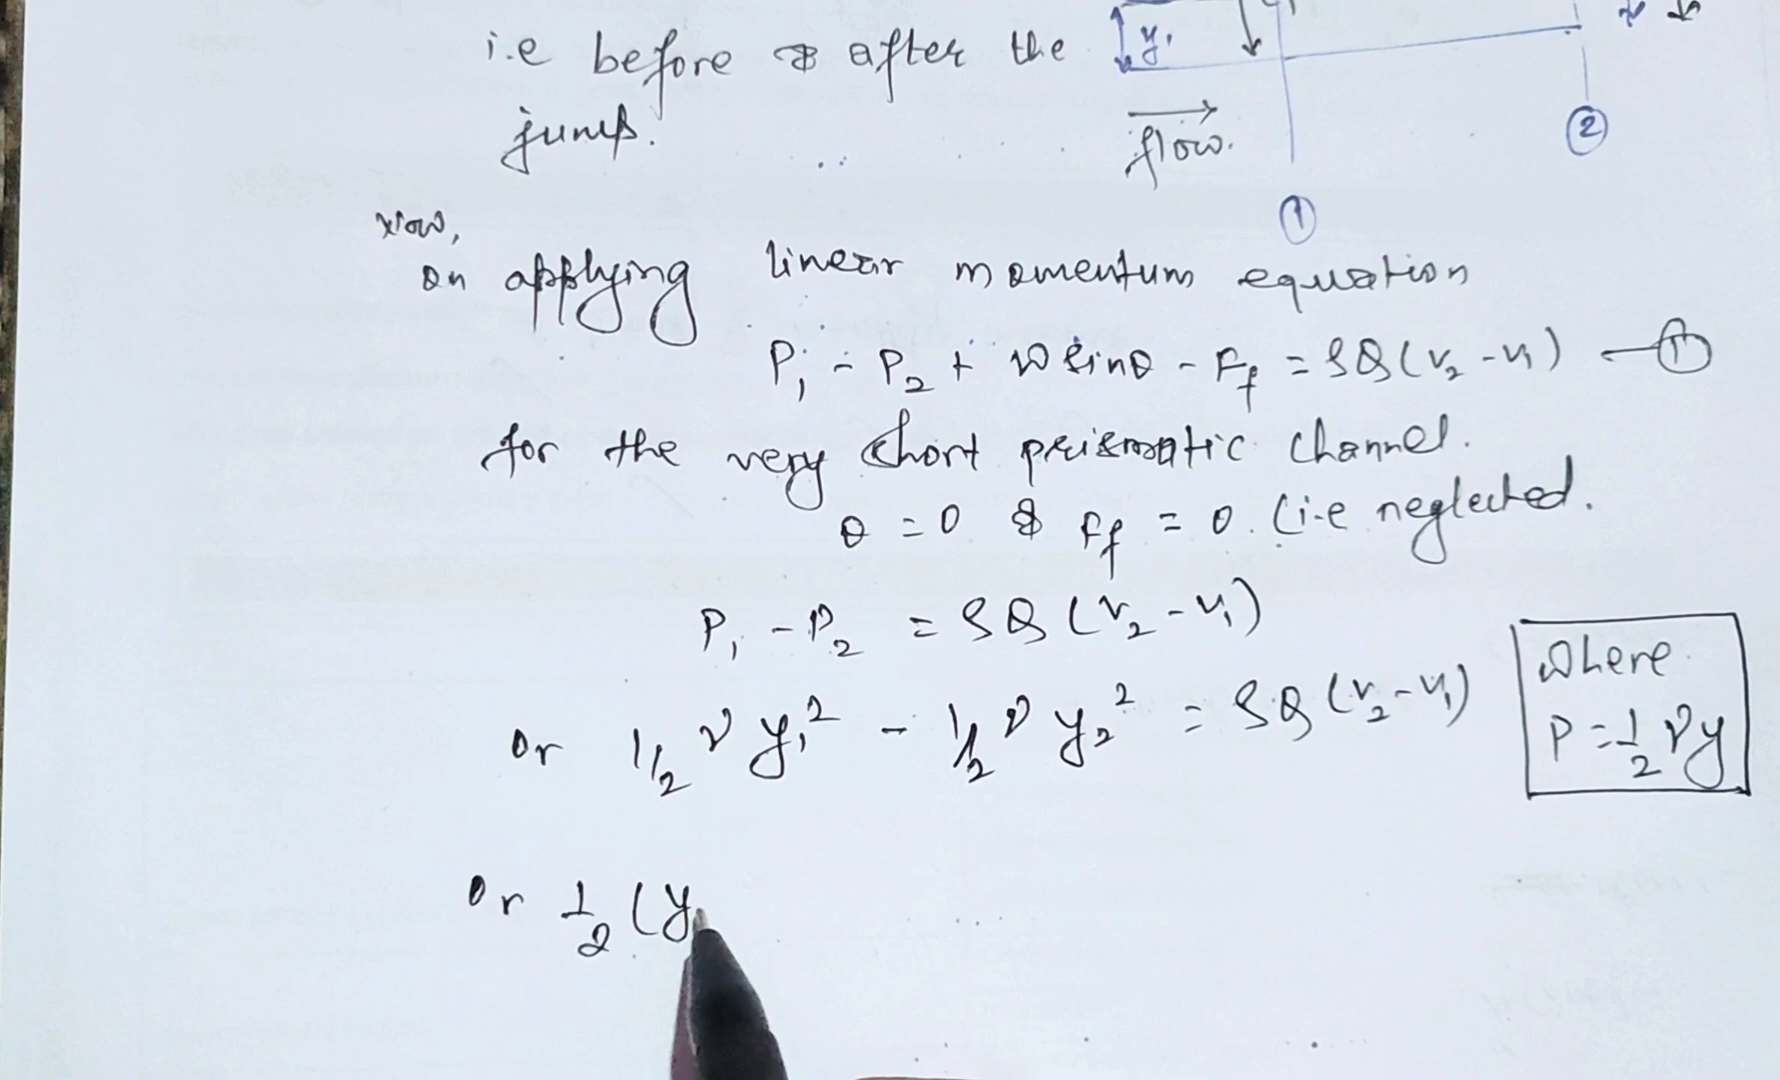 i.e before & after the
jump.
y₁
flow.
①
②
Now,
on applying linear momentum equation
P₁ - P₂ + w sinθ - Ff = ρQ (v₂ - v₁) — ①
for the very short prismatic channel.
θ = 0 & Ff = 0. (i.e neglected.
P₁ - P₂ = ρQ (v₂ - v₁)
or 1/2 γ y₁² - 1/2 γ y₂² = ρQ (v₂ - v₁)
where
P = 1/2 γy
or 1/2 (y